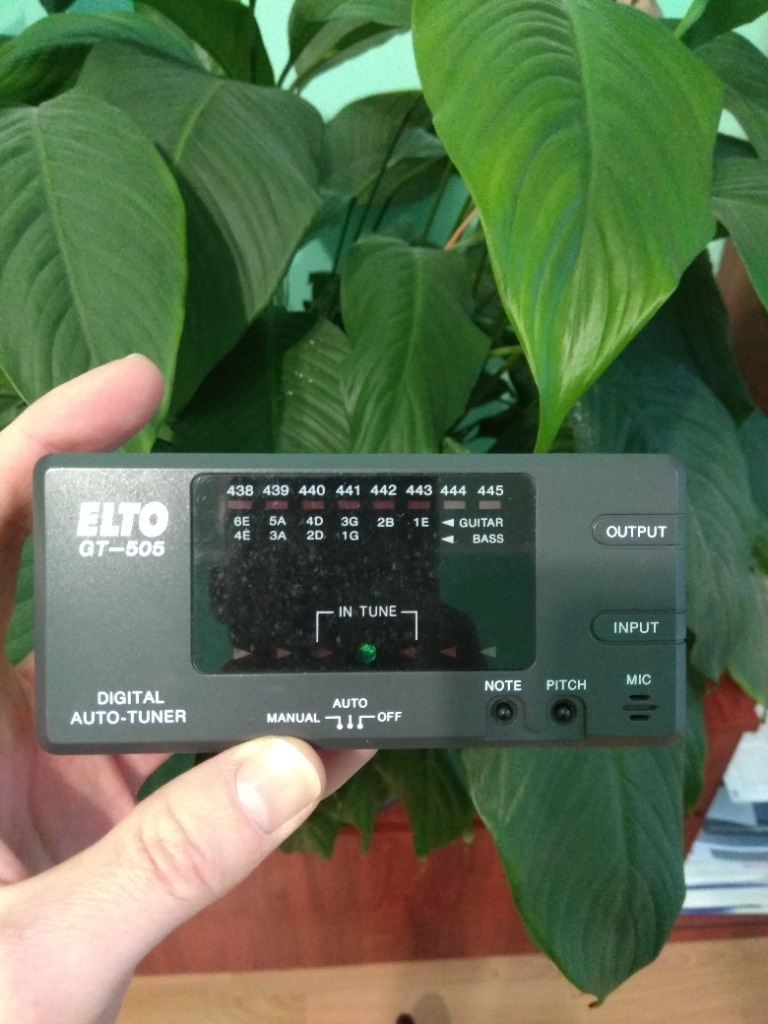 438 439 440 441 442 443 444 445
6E 5A 4D 3G 2B 1E GUITAR
4E 3A 2D 1G BASS
ELTO
GT-505
OUTPUT
IN TUNE
INPUT
DIGITAL
AUTO-TUNER
AUTO
MANUAL OFF
NOTE PITCH MIC